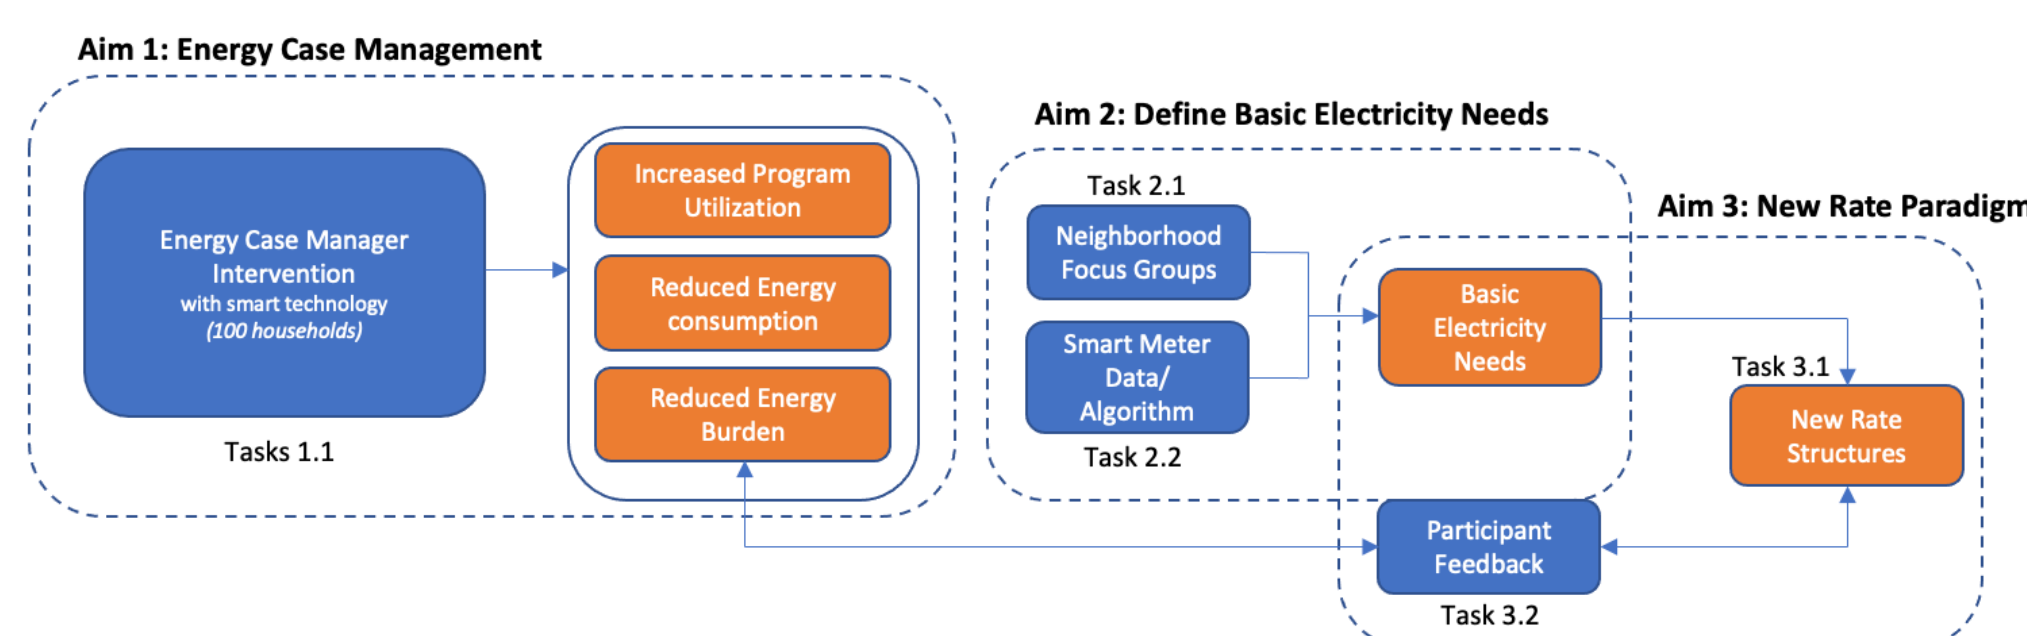 Aim 1: Energy Case Management
Energy Case Manager
Intervention
with smart technology
(100 households)
Tasks 1.1
Increased Program
Utilization
Reduced Energy
consumption
Reduced Energy
Burden
Aim 2: Define Basic Electricity Needs
Task 2.1
Neighborhood
Focus Groups
Smart Meter
Data/
Algorithm
Task 2.2
Basic
Electricity
Needs
Aim 3: New Rate Paradigm
Task 3.1
New Rate
Structures
Participant
Feedback
Task 3.2